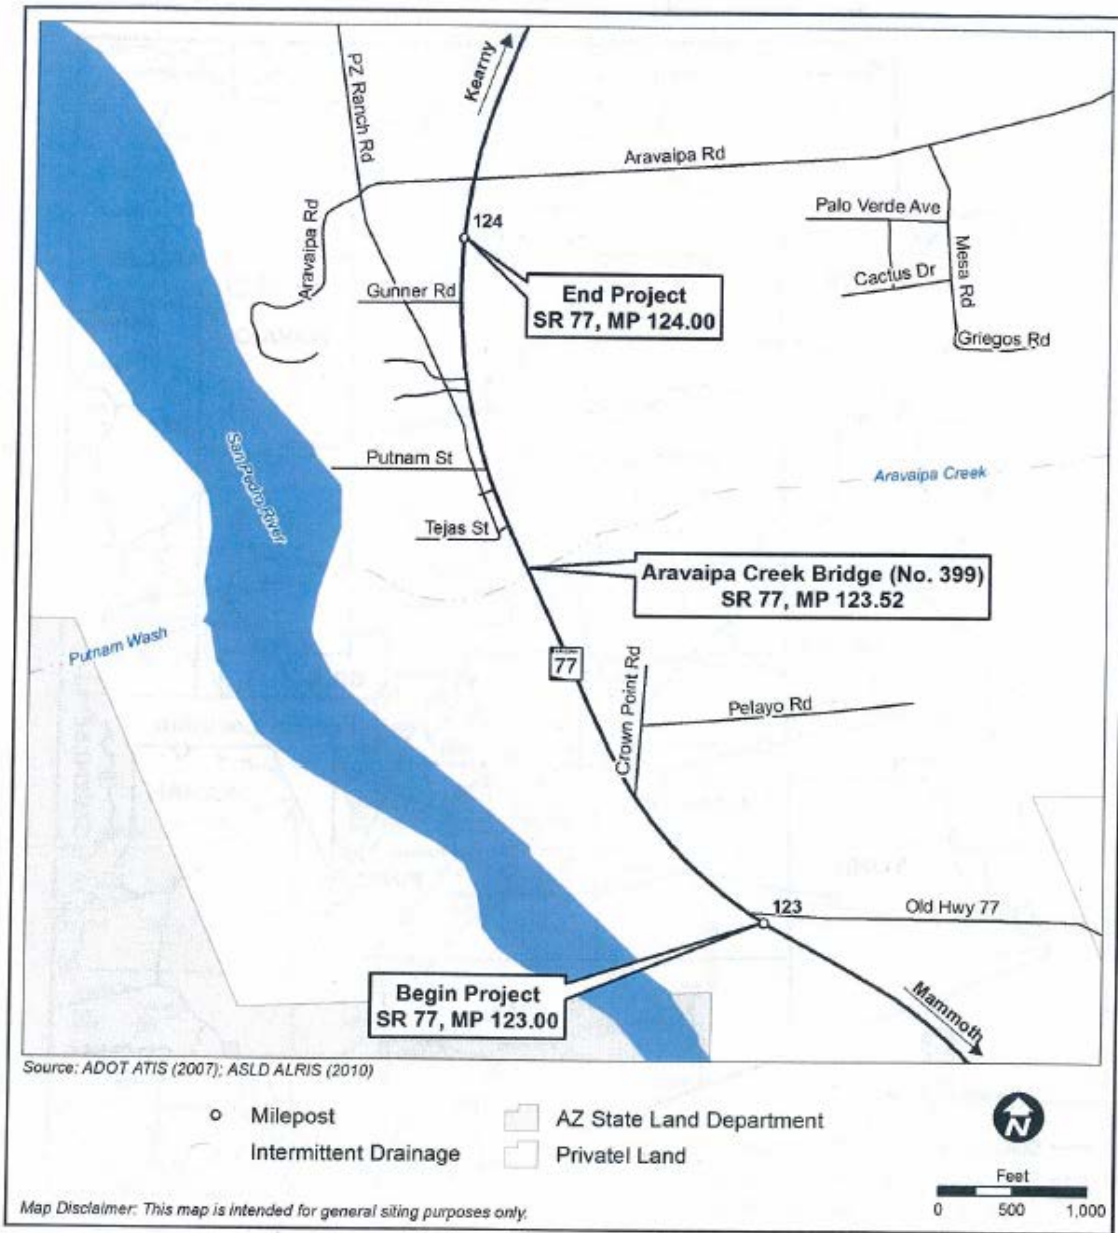 Kearny
PZ Ranch Rd
Aravaipa Rd
Palo Verde Ave
124
Aravaipa Rd
Mesa Rd
Cactus Dr
Gunner Rd
End Project
SR 77, MP 124.00
Griegos Rd
San Pedro River
Putnam St
Aravaipa Creek
Tejas St
Aravaipa Creek Bridge (No. 399)
SR 77, MP 123.52
Putnam Wash
77
Crown Point Rd
Pelayo Rd
123
Old Hwy 77
Begin Project
SR 77, MP 123.00
Mammoth
Source: ADOT ATIS (2007); ASLD ALRIS (2010)
Milepost
AZ State Land Department
N
Intermittent Drainage
Privatel Land
Feet
0 500 1,000
Map Disclaimer: This map is intended for general siting purposes only.